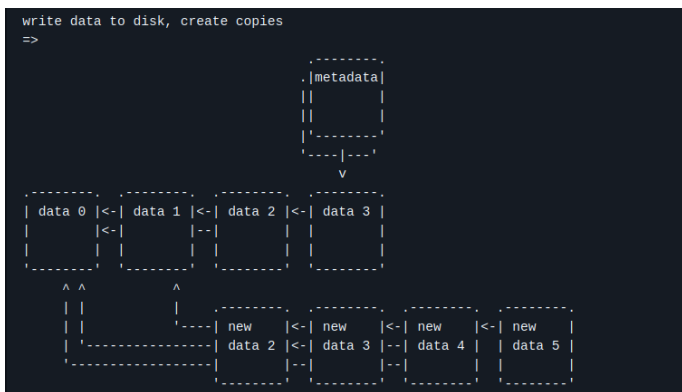 write data to disk, create copies
=>
metadata
data 0 data 1 data 2 data 3
new new new new
data 2 data 3 data 4 data 5